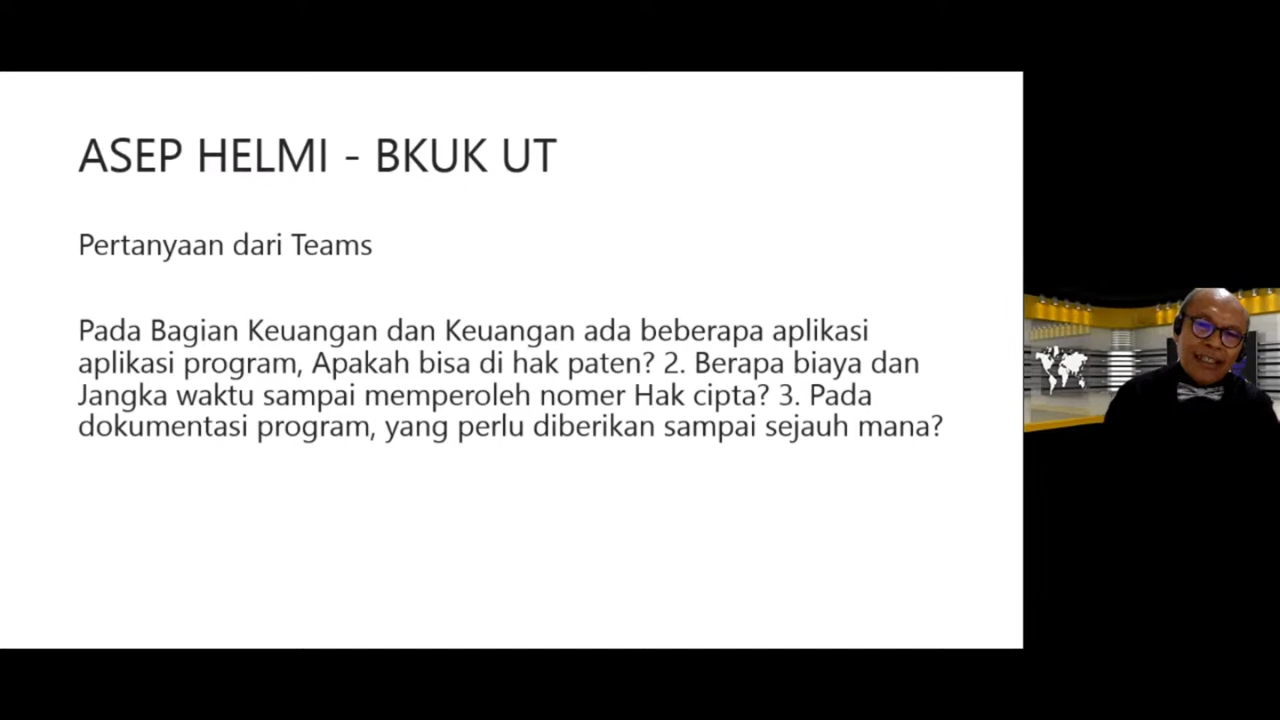 ASEP HELMI - BKUK UT
Pertanyaan dari Teams
Pada Bagian Keuangan dan Keuangan ada beberapa aplikasi
aplikasi program, Apakah bisa di hak paten? 2. Berapa biaya dan
Jangka waktu sampai memperoleh nomer Hak cipta? 3. Pada
dokumentasi program, yang perlu diberikan sampai sejauh mana?